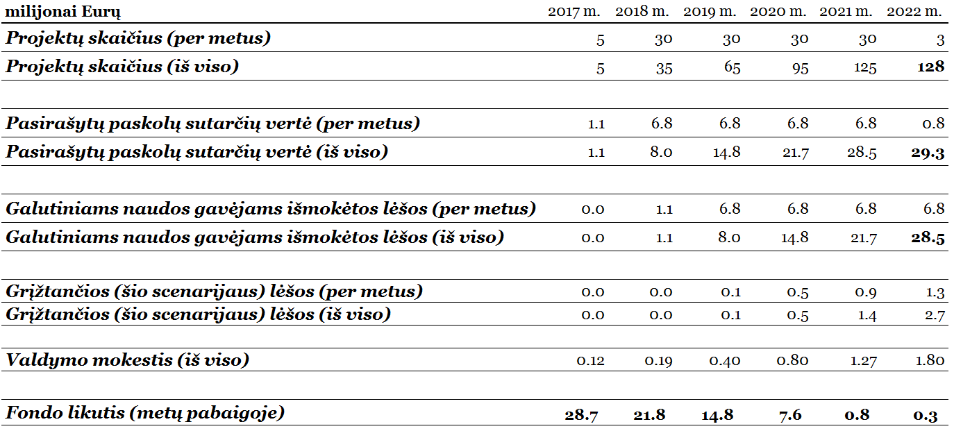 milijonai Eurų 2017 m. 2018 m. 2019 m. 2020 m. 2021 m. 2022 m.
Projektų skaičius (per metus) 5 30 30 30 30 3
Projektų skaičius (iš viso) 5 35 65 95 125 128
Pasirašytų paskolų sutarčių vertė (per metus) 1.1 6.8 6.8 6.8 6.8 0.8
Pasirašytų paskolų sutarčių vertė (iš viso) 1.1 8.0 14.8 21.7 28.5 29.3
Galutiniams naudos gavėjams išmokėtos lėšos (per metus) 0.0 1.1 6.8 6.8 6.8 6.8
Galutiniams naudos gavėjams išmokėtos lėšos (iš viso) 0.0 1.1 8.0 14.8 21.7 28.5
Grįžtančios (šio scenarijaus) lėšos (per metus) 0.0 0.0 0.1 0.5 0.9 1.3
Grįžtančios (šio scenarijaus) lėšos (iš viso) 0.0 0.0 0.1 0.5 1.4 2.7
Valdymo mokestis (iš viso) 0.12 0.19 0.40 0.80 1.27 1.80
Fondo likutis (metų pabaigoje) 28.7 21.8 14.8 7.6 0.8 0.3